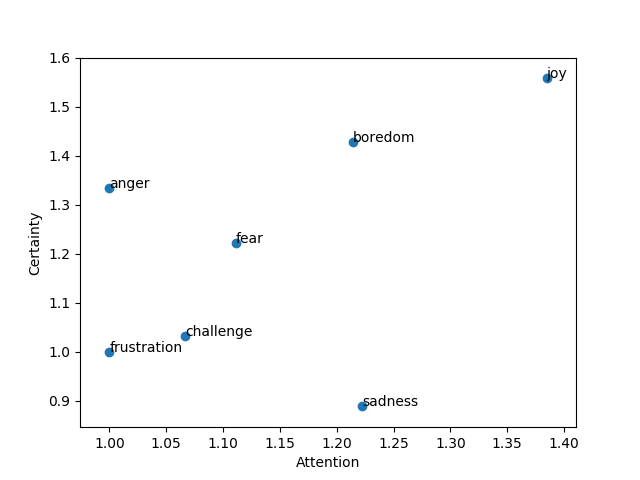 1.6
joy
1.5
boredom
1.4
anger
1.3
fear
1.2
Certainty
1.1
challenge
frustration
1.0
sadness
0.9
1.00 1.05 1.10 1.15 1.20 1.25 1.30 1.35 1.40
Attention